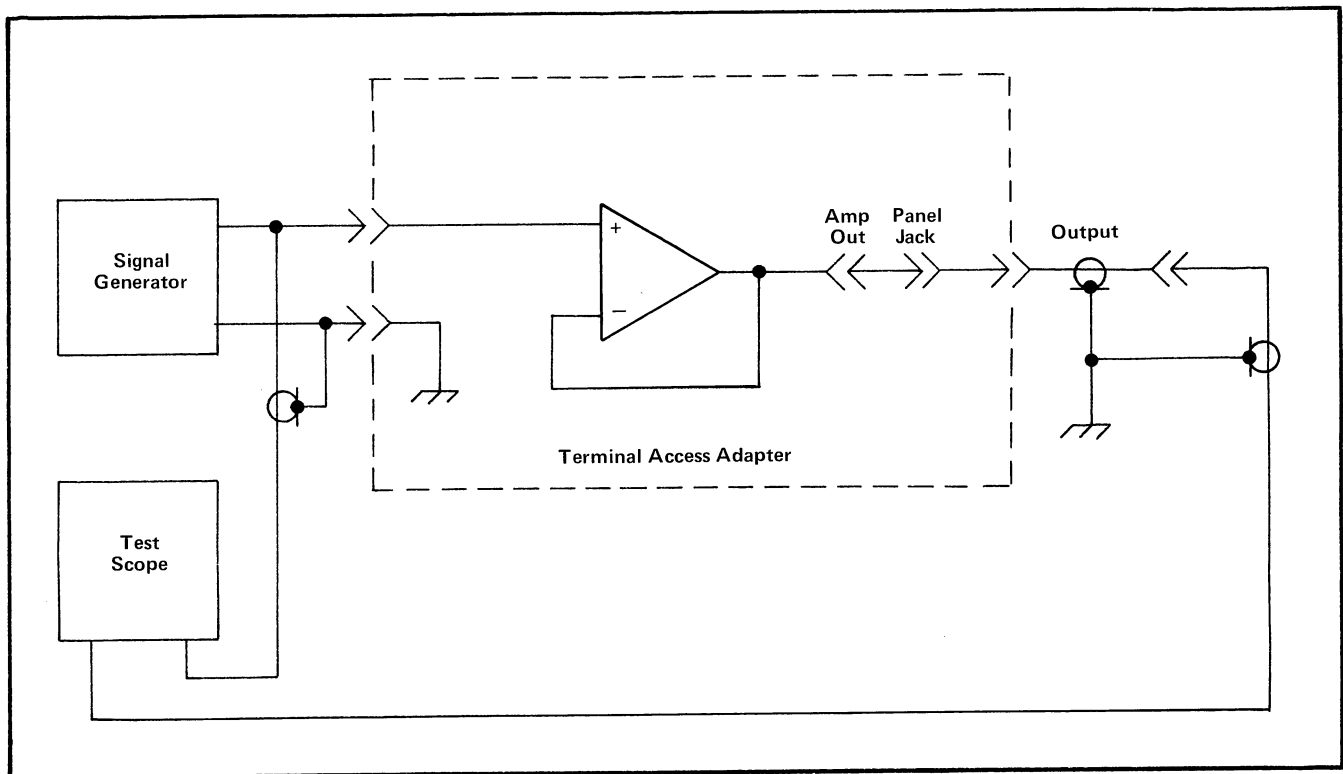 Signal
Generator
+
−
Amp
Out
Panel
Jack
Output
Terminal Access Adapter
Test
Scope